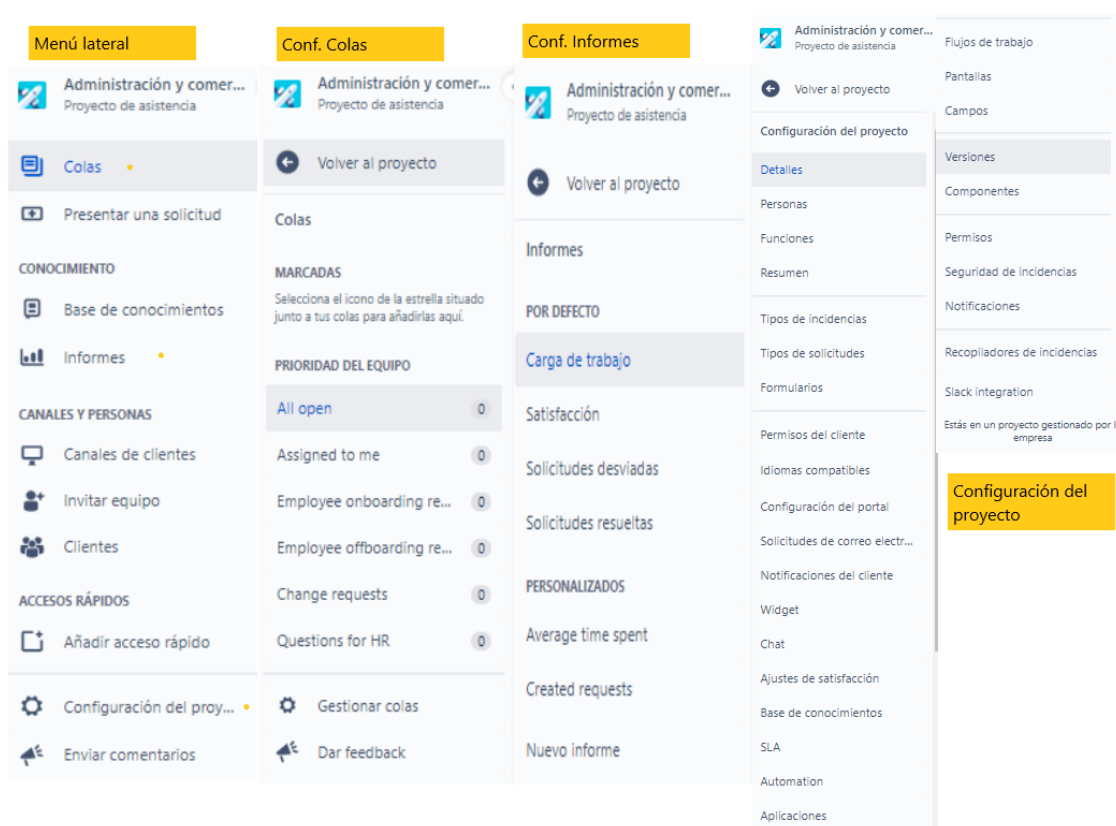 Menú lateral
Administración y comer...
Proyecto de asistencia
Colas
Presentar una solicitud
CONOCIMIENTO
Base de conocimientos
Informes
CANALES Y PERSONAS
Canales de clientes
Invitar equipo
Clientes
ACCESOS RÁPIDOS
Añadir acceso rápido
Configuración del proy...
Enviar comentarios
Conf. Colas
Administración y comer...
Proyecto de asistencia
Volver al proyecto
Colas
MARCADAS
Selecciona el icono de la estrella situado
junto a tus colas para añadirlas aquí.
PRIORIDAD DEL EQUIPO
All open 0
Assigned to me 0
Employee onboarding re... 0
Employee offboarding re... 0
Change requests 0
Questions for HR 0
Gestionar colas
Dar feedback
Conf. Informes
Administración y comer...
Proyecto de asistencia
Volver al proyecto
Informes
POR DEFECTO
Carga de trabajo
Satisfacción
Solicitudes desviadas
Solicitudes resueltas
PERSONALIZADOS
Average time spent
Created requests
Nuevo informe
Administración y comer...
Proyecto de asistencia
Volver al proyecto
Configuración del proyecto
Detalles
Personas
Funciones
Resumen
Tipos de incidencias
Tipos de solicitudes
Formularios
Permisos del cliente
Idiomas compatibles
Configuración del portal
Solicitudes de correo electr...
Notificaciones del cliente
Widget
Chat
Ajustes de satisfacción
Base de conocimientos
SLA
Automation
Aplicaciones
Flujos de trabajo
Pantallas
Campos
Versiones
Componentes
Permisos
Seguridad de incidencias
Notificaciones
Recopiladores de incidencias
Slack integration
Estás en un proyecto gestionado por l
empresa
Configuración del
proyecto